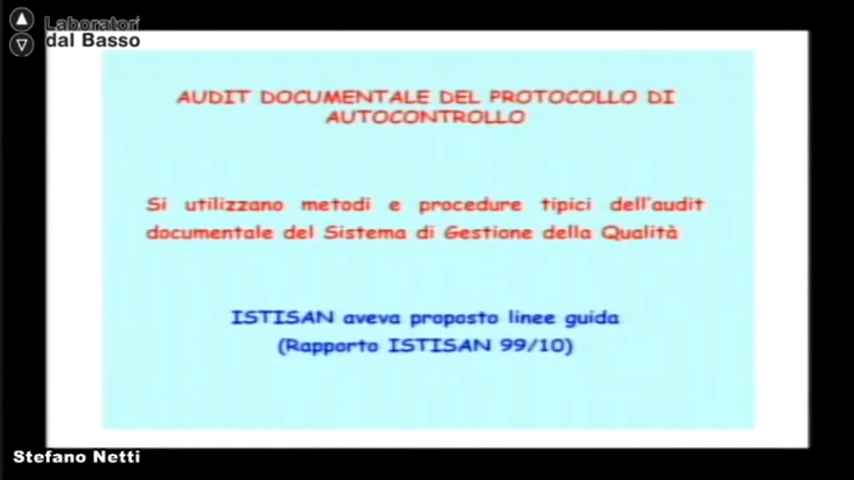 Laboratori
dal Basso
AUDIT DOCUMENTALE DEL PROTOCOLLO DI
AUTOCONTROLLO
Si utilizzano metodi e procedure tipici dell'audit
documentale del Sistema di Gestione della Qualità
ISTISAN aveva proposto linee guida
(Rapporto ISTISAN 99/10)
Stefano Netti